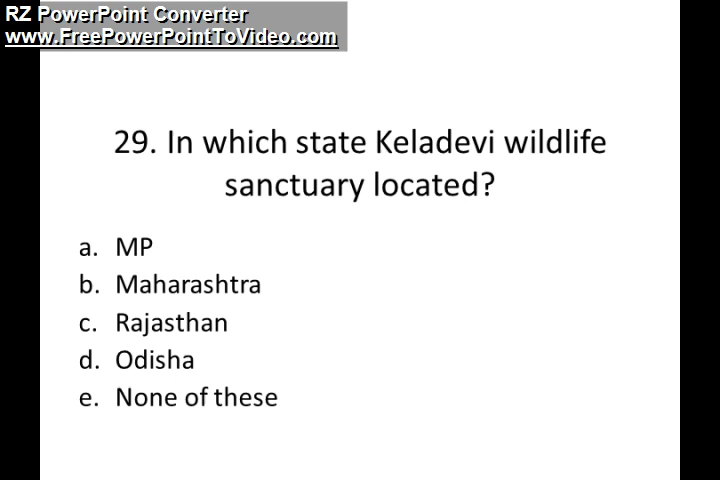 RZ PowerPoint Converter
www.FreePowerPointToVideo.com
29. In which state Keladevi wildlife
sanctuary located?
a. MP
b. Maharashtra
c. Rajasthan
d. Odisha
e. None of these